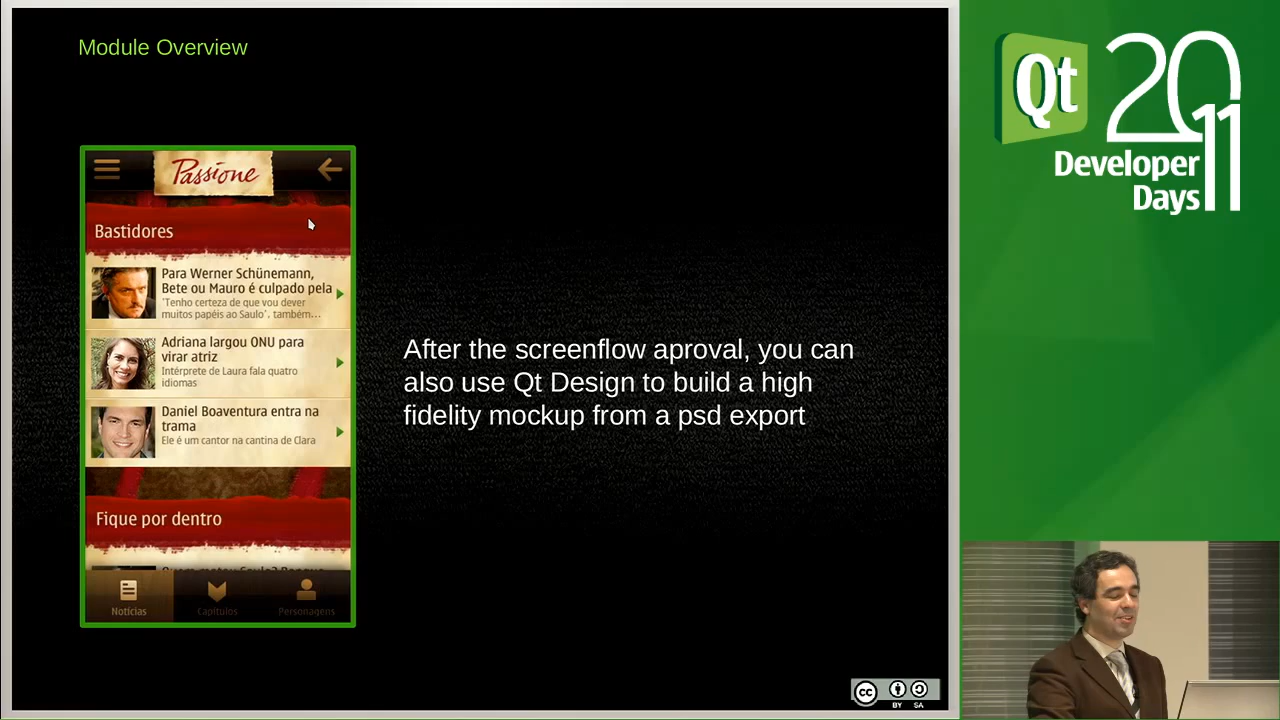 Module Overview
Passione
Bastidores
Para Werner Schünemann,
Bete ou Mauro é culpado pela
'Tenho certeza de que vou dever
muitos papéis ao Saulo', também...
Adriana largou ONU para
virar atriz
Intérprete de Laura fala quatro
idiomas
Daniel Boaventura entra na
trama
Ele é um cantor na cantina de Clara
Fique por dentro
Notícias
Capítulos
Personagens
After the screenflow aproval, you can
also use Qt Design to build a high
fidelity mockup from a psd export
cc
BY SA
Qt 2011
Developer
Days